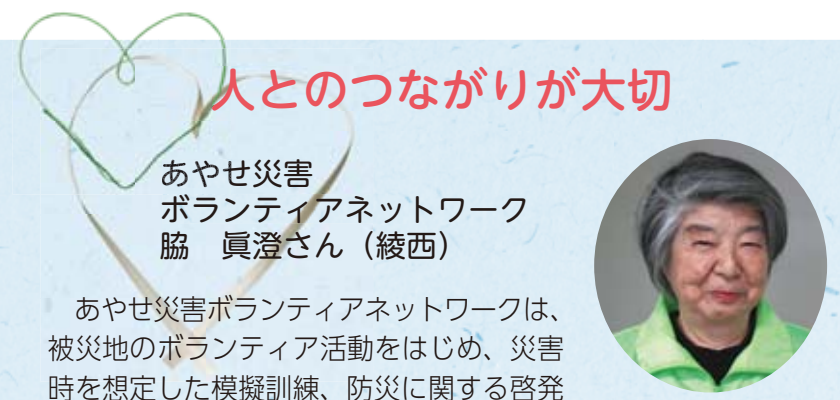 人とのつながりが大切
あやせ災害
ボランティアネットワーク
脇　眞澄さん（綾西）
あやせ災害ボランティアネットワークは、
被災地のボランティア活動をはじめ、災害
時を想定した模擬訓練、防災に関する啓発